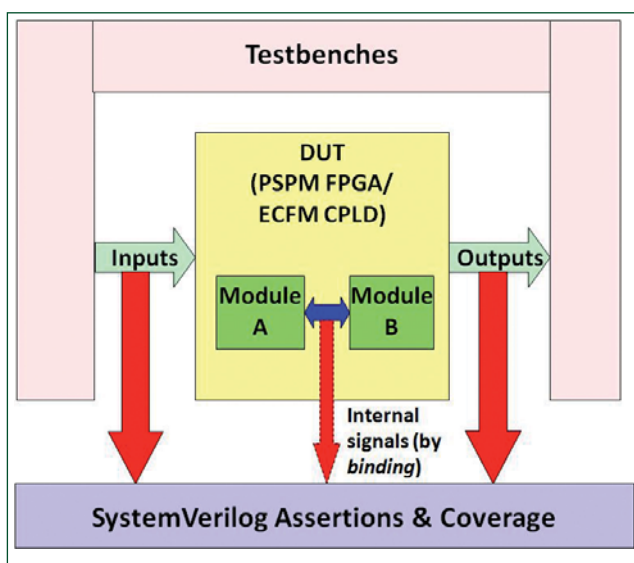 Testbenches
DUT
(PSPM FPGA/
ECFM CPLD)
Inputs
Outputs
Module
A
Module
B
Internal
signals (by
binding)
SystemVerilog Assertions & Coverage